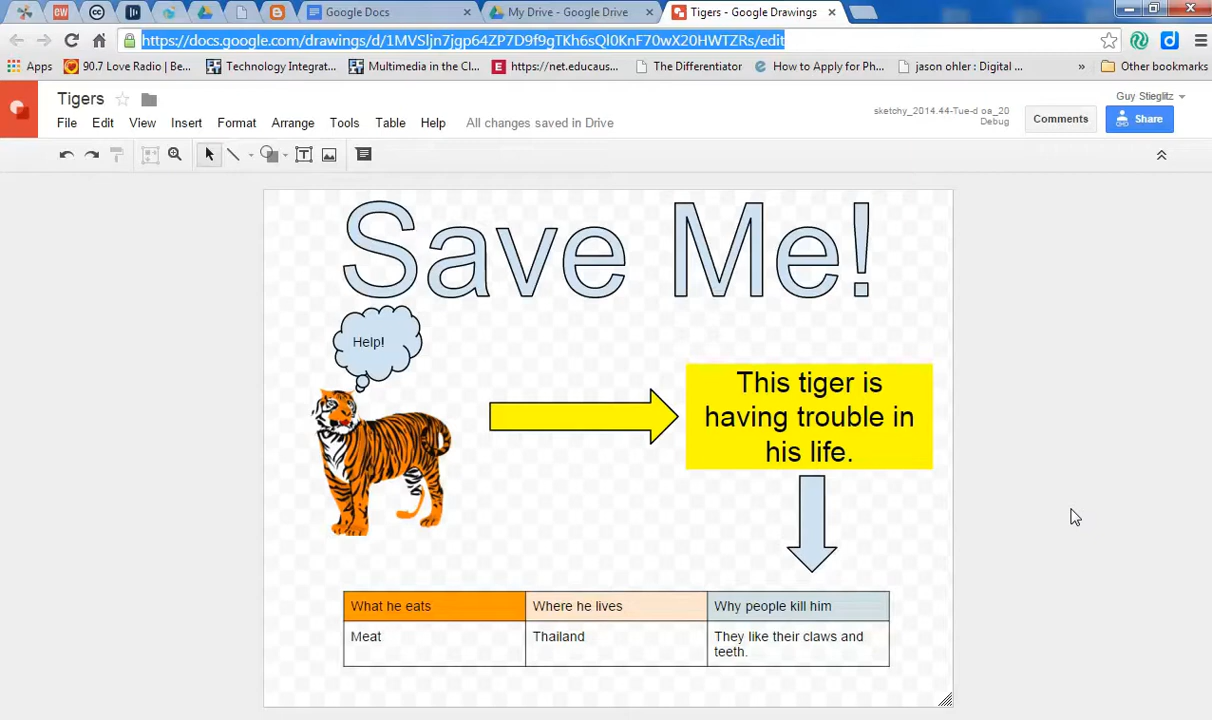 Google Docs
My Drive - Google Drive
Tigers - Google Drawings
https://docs.google.com/drawings/d/1MVSljn7jgp64ZP7D9f9gTKh6sQl0KnF70wX20HWTZRs/edit
Apps
90.7 Love Radio | Be...
Technology Integrat...
Multimedia in the Cl...
https://net.educaus...
The Differentiator
How to Apply for Ph...
jason ohler : Digital ...
»
Other bookmarks
Tigers
Guy Stieglitz
File Edit View Insert Format Arrange Tools Table Help All changes saved in Drive
sketchy_2014.44-Tue-d oa_20
Debug
Comments
Share
Save Me!
Help!
This tiger is
having trouble in
his life.
What he eats Where he lives Why people kill him
Meat Thailand They like their claws and
teeth.